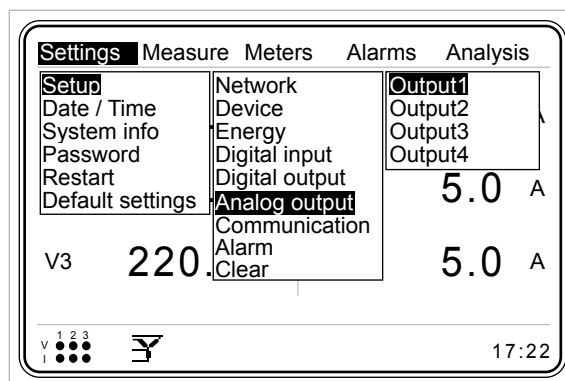 Settings Measure Meters Alarms Analysis
Setup
Date / Time
System info
Password
Restart
Default settings
Network
Device
Energy
Digital input
Digital output
Analog output
Communication
Alarm
Clear
Output1
Output2
Output3
Output4
5.0 A
V3 220. 5.0 A
1 2 3
V
I
17:22